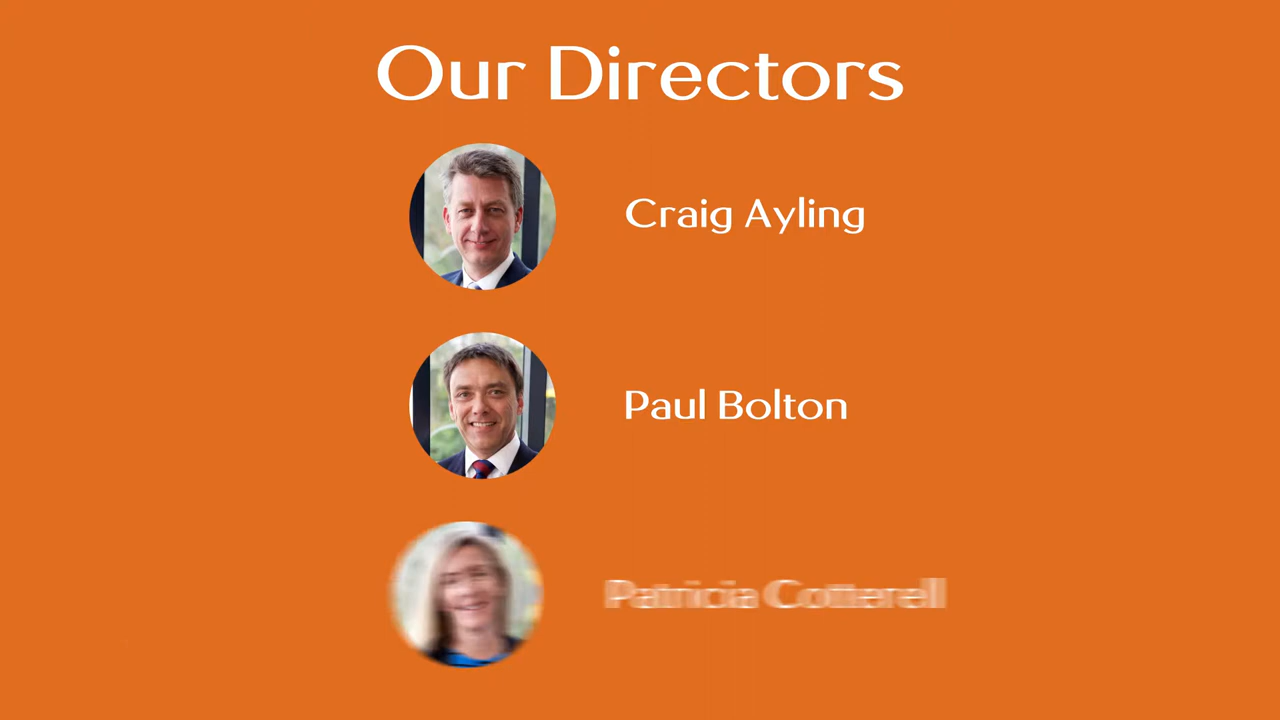 Our Directors
Craig Ayling
Paul Bolton
Patricia Cotterell